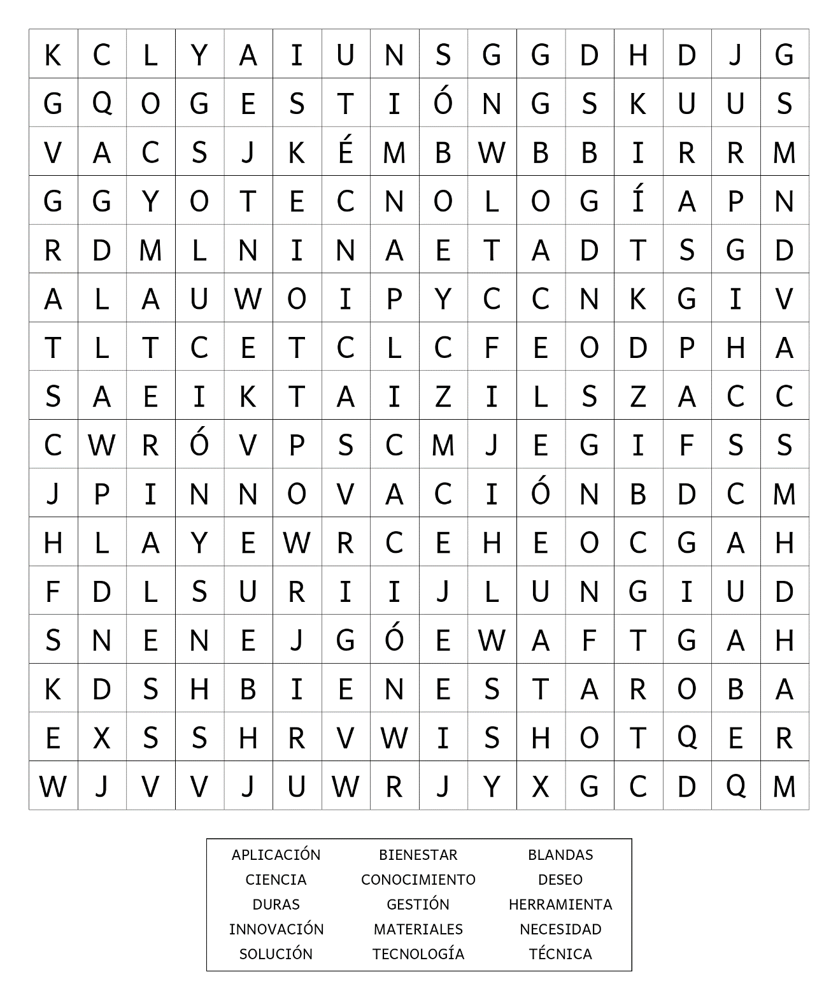 K C L Y A I U N S G G D H D J G
G Q O G E S T I Ó N G S K U U S
V A C S J K É M B W B B I R R M
G G Y O T E C N O L O G Í A P N
R D M L N I N A E T A D T S G D
A L A U W O I P Y C C N K G I V
T L T C E T C L C F E O D P H A
S A E I K T A I Z I L S Z A C C
C W R Ó V P S C M J E G I F S S
J P I N N O V A C I Ó N B D C M
H L A Y E W R C E H E O C G A H
F D L S U R I I J L U N G I U D
S N E N E J G Ó E W A F T G A H
K D S H B I E N E S T A R O B A
E X S S H R V W I S H O T Q E R
W J V V J U W R J Y X G C D Q M
APLICACIÓN BIENESTAR BLANDAS
CIENCIA CONOCIMIENTO DESEO
DURAS GESTIÓN HERRAMIENTA
INNOVACIÓN MATERIALES NECESIDAD
SOLUCIÓN TECNOLOGÍA TÉCNICA